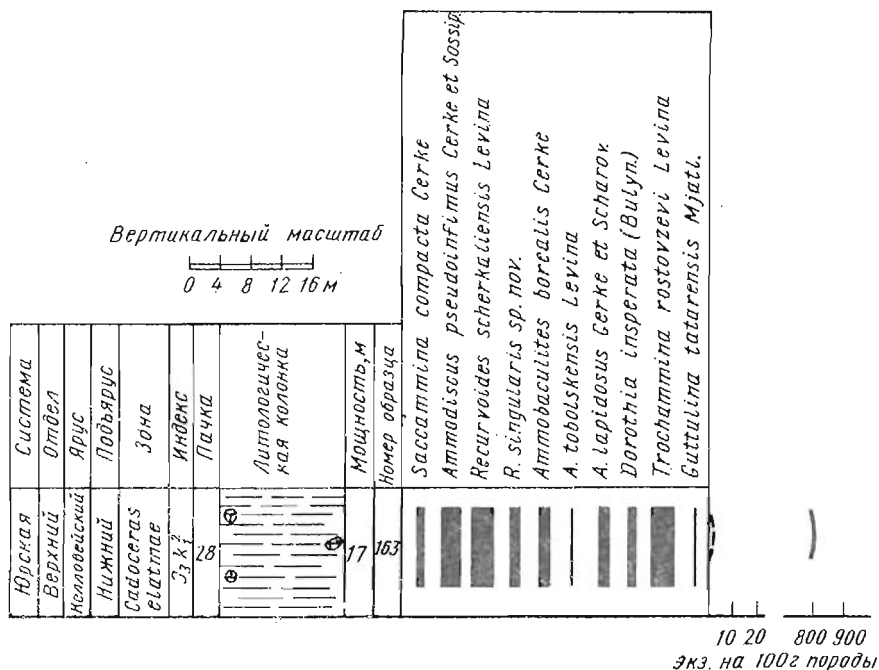 Вертикальный масштаб
0 4 8 12 16 м
Система
Отдел
Ярус
Подъярус
Зона
Индекс
Пачка
Литологичес-
кая колонка
Мощность, м
Номер образца
Saccammina compacta Gerke
Ammodiscus pseudoinfimus Gerke et Sossip.
Recurvoides scherkaliensis Levina
R. singularis sp. nov.
Ammobaculites borealis Gerke
A. tobolskensis Levina
A. lapidosus Gerke et Scharov.
Dorothia insperata (Bulyn.)
Trochammina rostovzevi Levina
Guttulina tatarensis Mjatl.
Юрская
Верхний
Келловейский
Нижний
Cadoceras
elatmae
J₃k₁²
28
17
163
10 20 800 900
Экз. на 100г породы